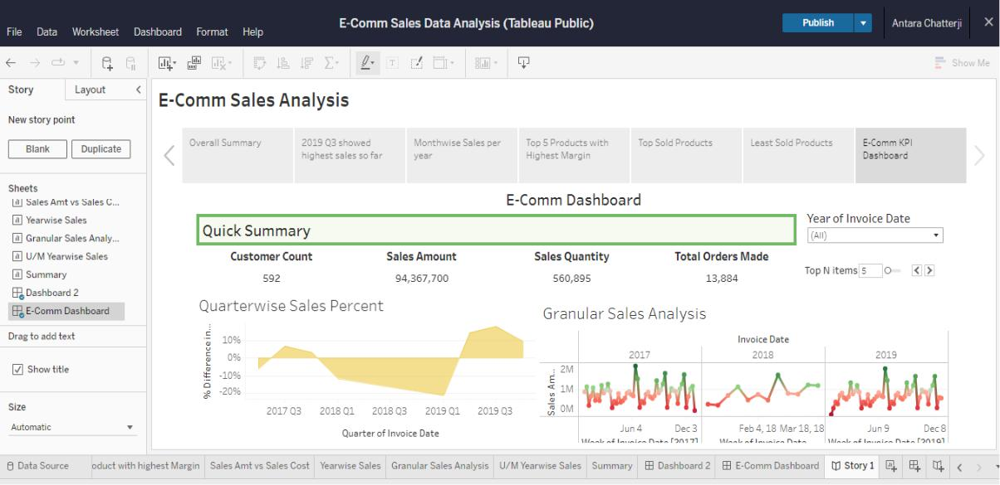 E-Comm Sales Data Analysis (Tableau Public)
Publish
Antara Chatterji
File Data Worksheet Dashboard Format Help
Show Me
Story Layout
New story point
Blank Duplicate
Sheets
Sales Amt vs Sales C...
Yearwise Sales
Granular Sales Analy...
U/M Yearwise Sales
Summary
Dashboard 2
E-Comm Dashboard
Drag to add text
Show title
Size
Automatic
E-Comm Sales Analysis
Overall Summary
2019 Q3 showed
highest sales so far
Monthwise Sales per
year
Top 5 Products with
Highest Margin
Top Sold Products
Least Sold Products
E-Comm KPI
Dashboard
E-Comm Dashboard
Quick Summary
Year of Invoice Date
(All)
Top N items 5
Customer Count Sales Amount Sales Quantity Total Orders Made
592 94,367,700 560,895 13,884
Quarterwise Sales Percent
% Difference in...
10%
0%
-10%
-20%
2017 Q3 2018 Q1 2018 Q3 2019 Q1 2019 Q3
Quarter of Invoice Date
Granular Sales Analysis
Invoice Date
2017 2018 2019
Sales Am...
2M
1M
0M
Jun 4 Dec 3 Feb 4, 18 Mar 18, 18 Jun 9 Dec 8
Week of Invoice Date [2017] Week of Invoice Date Week of Invoice Date [2019]
Data Source oduct with highest Margin Sales Amt vs Sales Cost Yearwise Sales Granular Sales Analysis U/M Yearwise Sales Summary Dashboard 2 E-Comm Dashboard Story 1